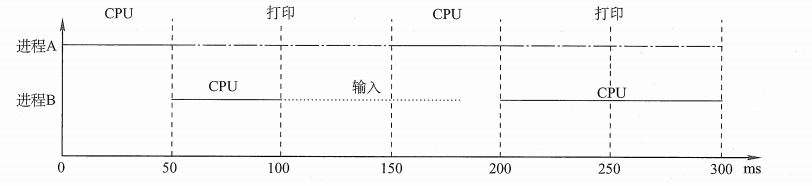 CPU 打印 CPU 打印
进程A
CPU 输入 CPU
进程B
0 50 100 150 200 250 300 ms